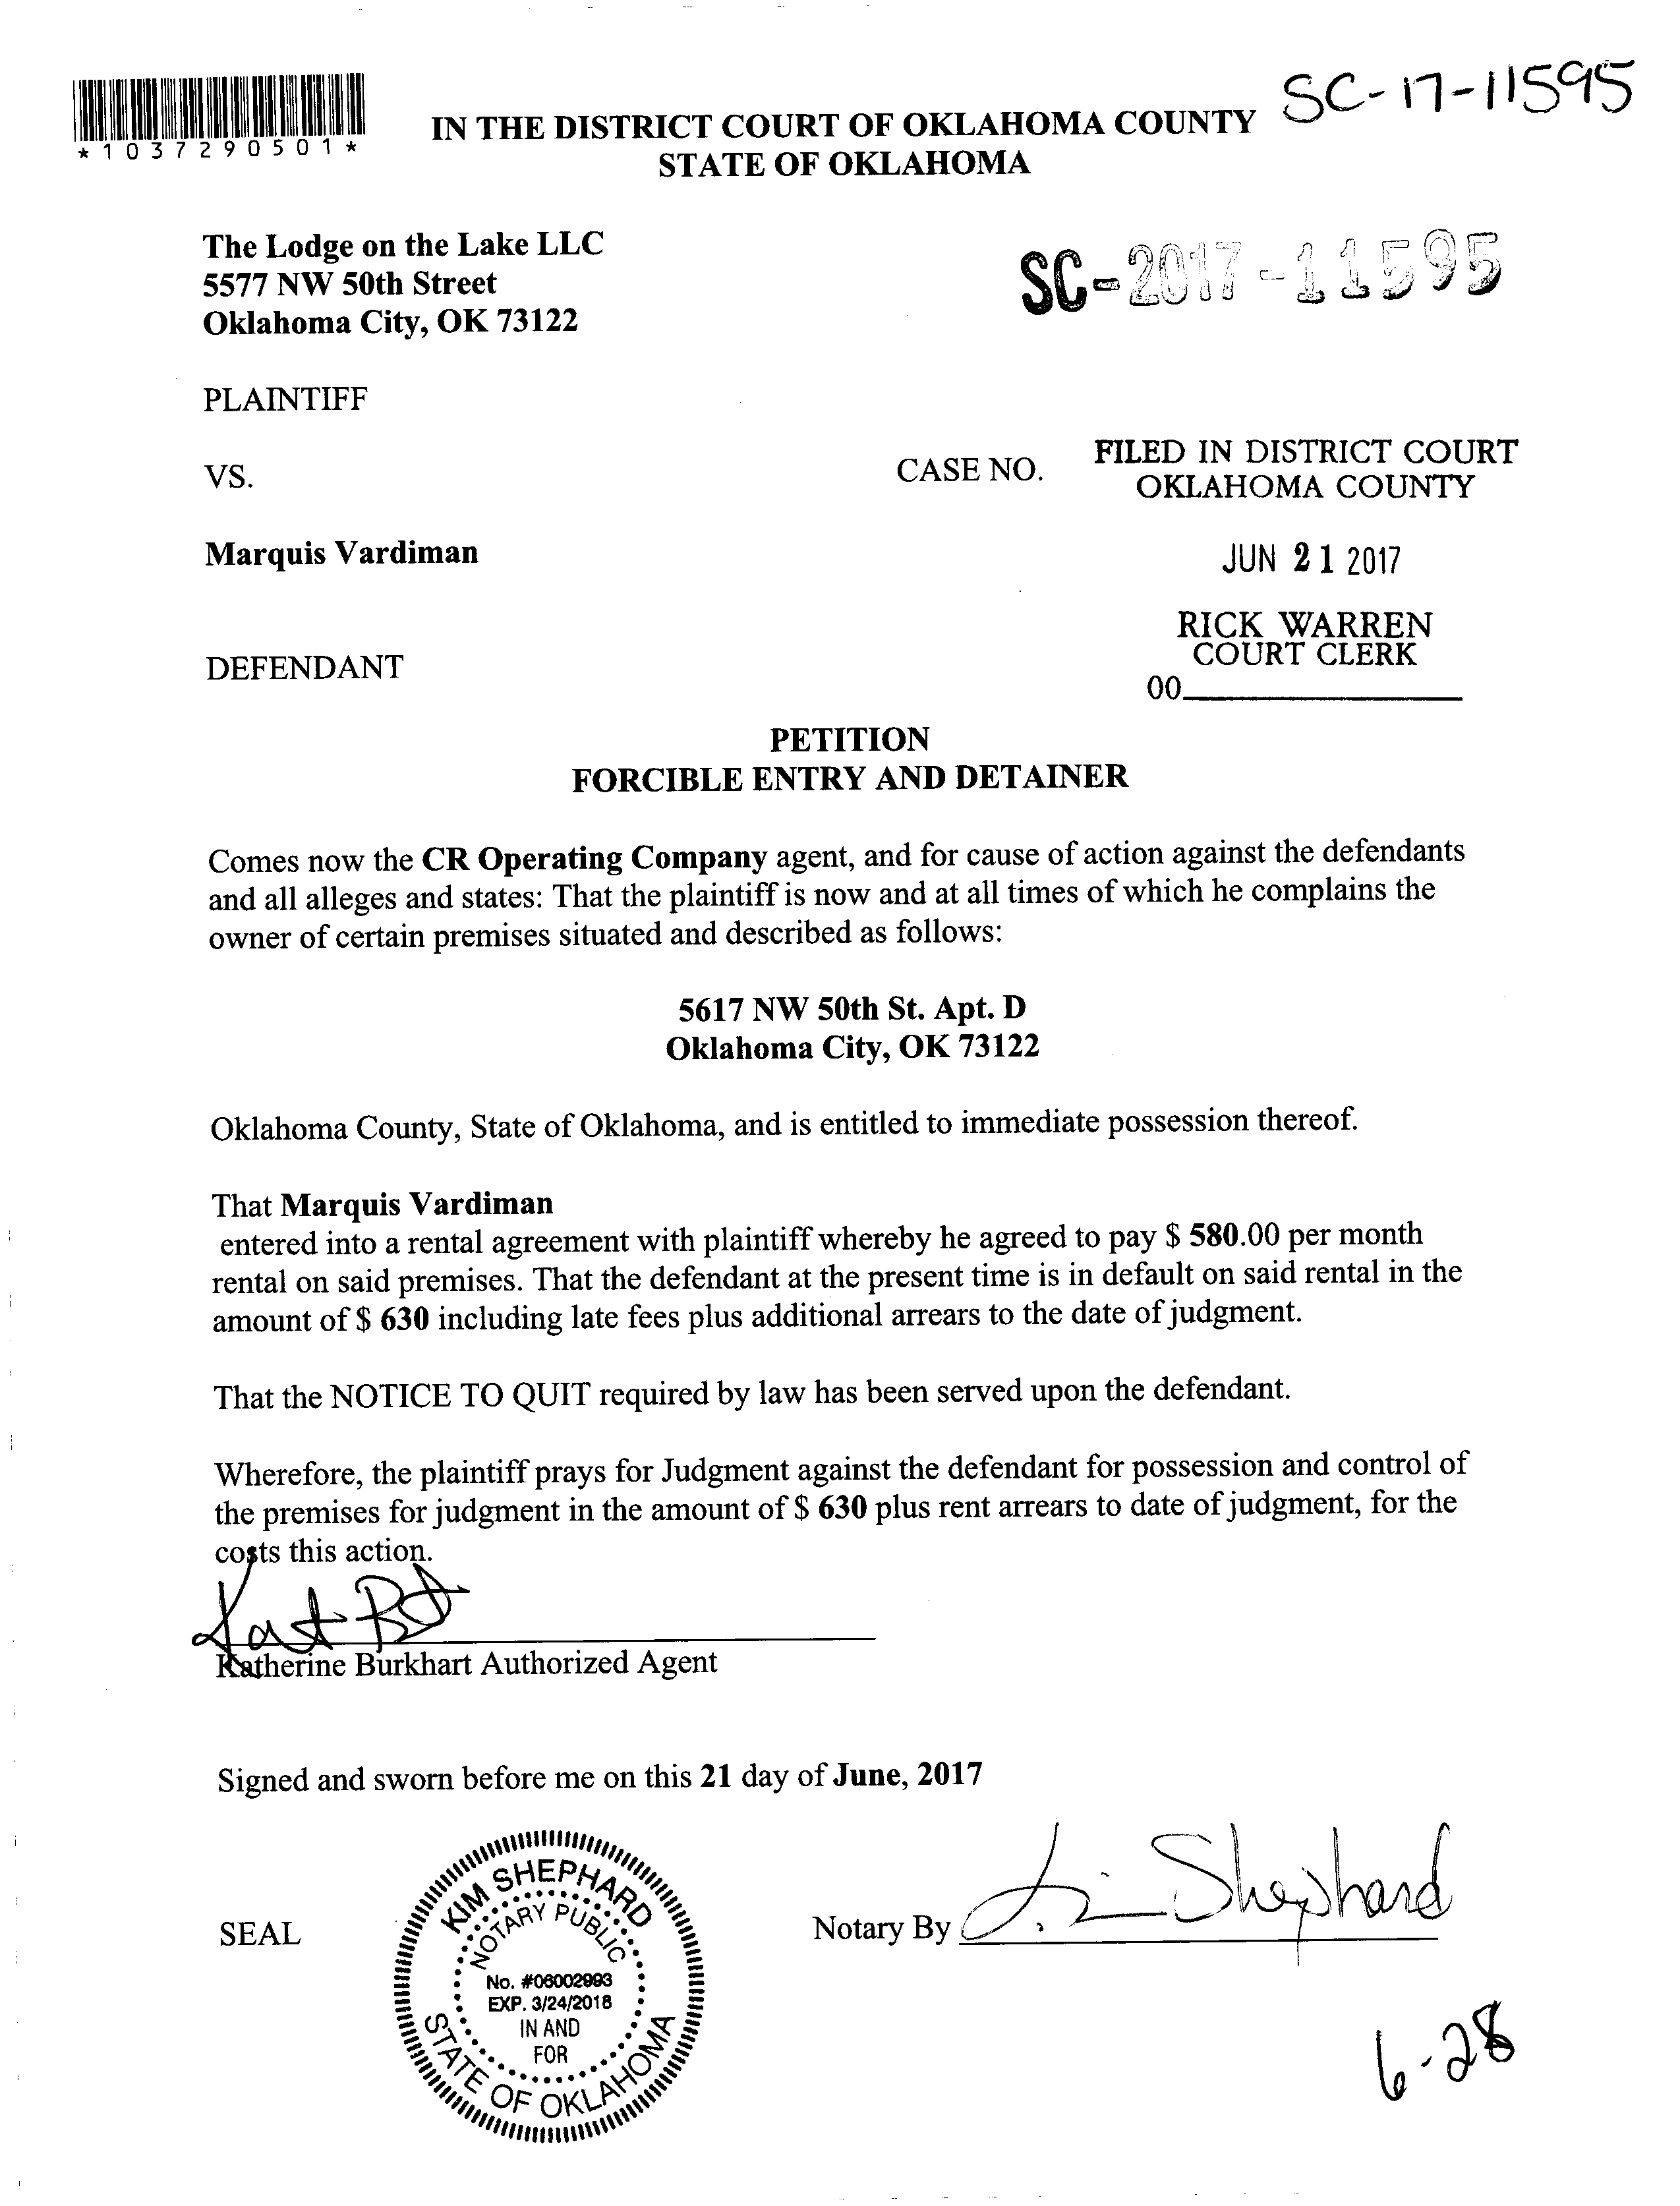 SC-17-11595
*1037290501*
IN THE DISTRICT COURT OF OKLAHOMA COUNTY
STATE OF OKLAHOMA
The Lodge on the Lake LLC
5577 NW 50th Street
Oklahoma City, OK 73122
SC-2017-11595
PLAINTIFF
VS.
CASE NO.
FILED IN DISTRICT COURT
OKLAHOMA COUNTY
Marquis Vardiman
JUN 21 2017
RICK WARREN
COURT CLERK
DEFENDANT
00
PETITION
FORCIBLE ENTRY AND DETAINER
Comes now the CR Operating Company agent, and for cause of action against the defendants
and all alleges and states: That the plaintiff is now and at all times of which he complains the
owner of certain premises situated and described as follows:
5617 NW 50th St. Apt. D
Oklahoma City, OK 73122
Oklahoma County, State of Oklahoma, and is entitled to immediate possession thereof.
That Marquis Vardiman
entered into a rental agreement with plaintiff whereby he agreed to pay $ 580.00 per month
rental on said premises. That the defendant at the present time is in default on said rental in the
amount of $ 630 including late fees plus additional arrears to the date of judgment.
That the NOTICE TO QUIT required by law has been served upon the defendant.
Wherefore, the plaintiff prays for Judgment against the defendant for possession and control of
the premises for judgment in the amount of $ 630 plus rent arrears to date of judgment, for the
costs this action.
Katherine Burkhart Authorized Agent
Signed and sworn before me on this 21 day of June, 2017
SEAL
KIM SHEPHARD
NOTARY PUBLIC
No. #06002993
EXP. 3/24/2018
IN AND
FOR
STATE OF OKLAHOMA
Notary By Kim Shephard
6-28